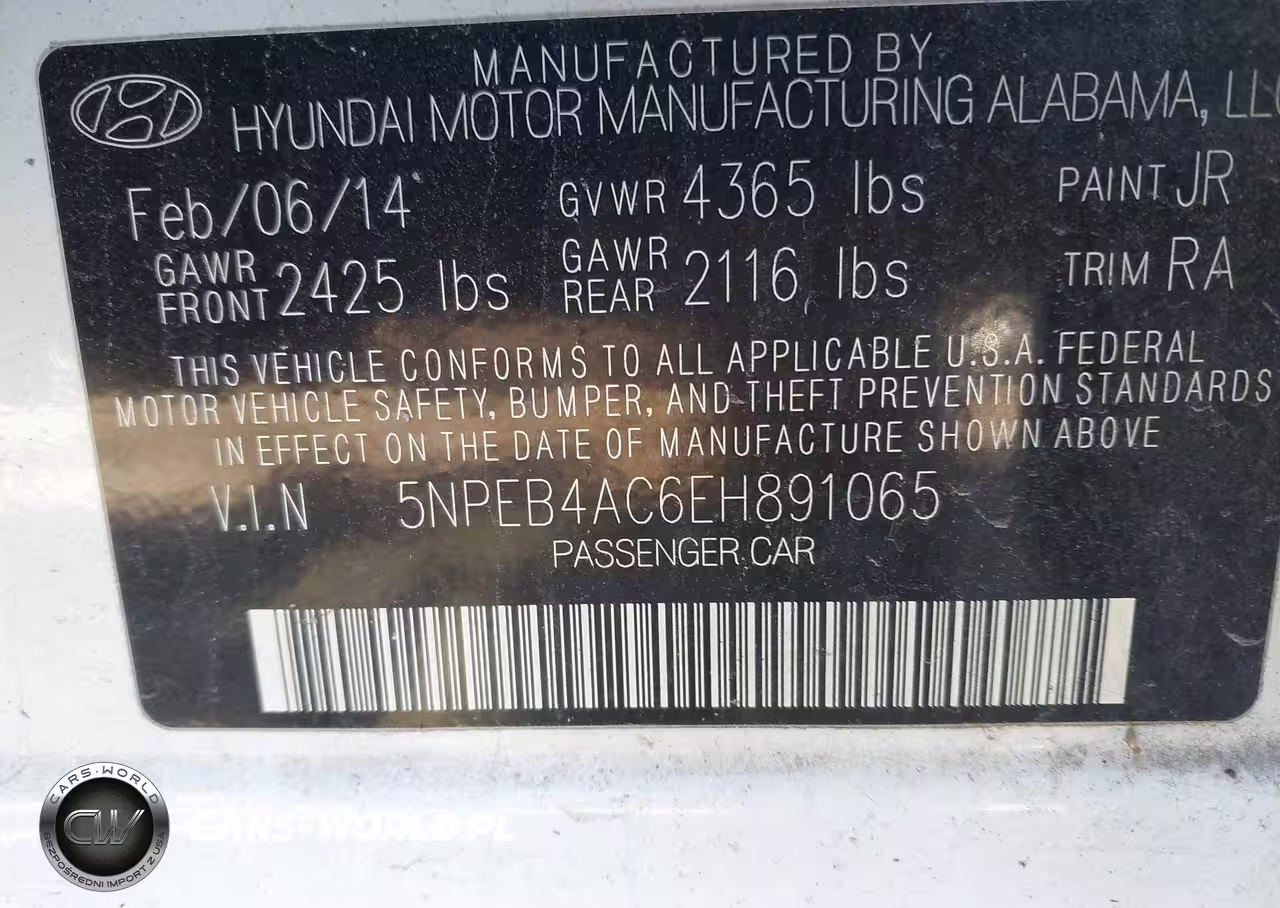 MANUFACTURED BY
HYUNDAI MOTOR MANUFACTURING ALABAMA, LLC
Feb/06/14 GVWR 4365 lbs PAINT JR
GAWR FRONT 2425 lbs GAWR REAR 2116 lbs TRIM RA
THIS VEHICLE CONFORMS TO ALL APPLICABLE U.S.A. FEDERAL
MOTOR VEHICLE SAFETY, BUMPER, AND THEFT PREVENTION STANDARDS
IN EFFECT ON THE DATE OF MANUFACTURE SHOWN ABOVE
V.I.N 5NPEB4AC6EH891065
PASSENGER CAR
CARS-WORLD
CW
BEZPOŚREDNI IMPORT Z USA
CARS-WORLD.PL